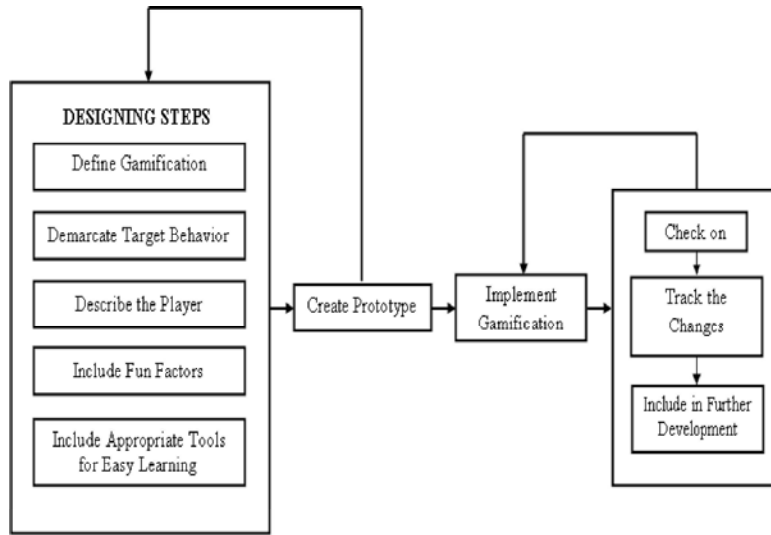 DESIGNING STEPS
Define Gamification
Demarcate Target Behavior
Describe the Player
Include Fun Factors
Include Appropriate Tools
for Easy Learning
Create Prototype
Implement
Gamification
Check on
Track the
Changes
Include in Further
Development